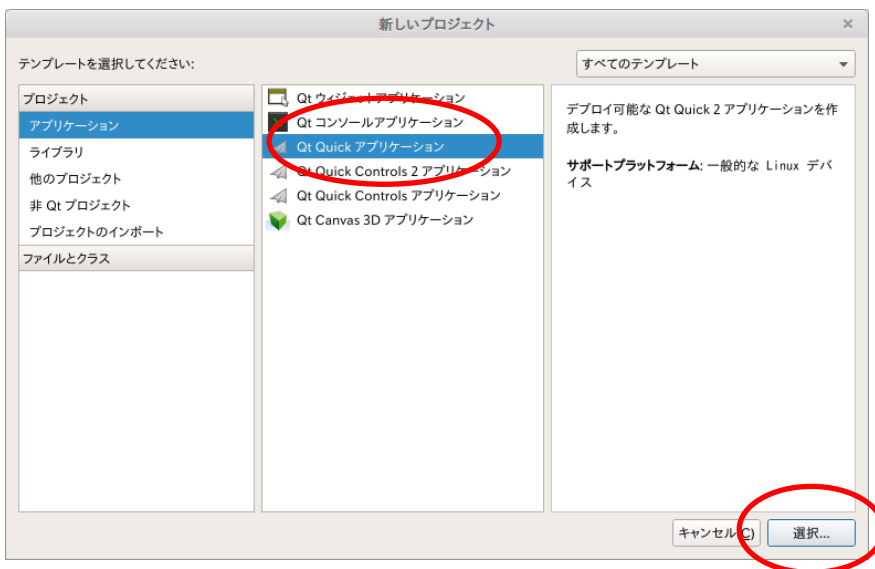 新しいプロジェクト
テンプレートを選択してください:
すべてのテンプレート
プロジェクト
アプリケーション
ライブラリ
他のプロジェクト
非 Qt プロジェクト
プロジェクトのインポート
ファイルとクラス
Qt ウィジェットアプリケーション
Qt コンソールアプリケーション
Qt Quick アプリケーション
Qt Quick Controls 2 アプリケーション
Qt Quick Controls アプリケーション
Qt Canvas 3D アプリケーション
デプロイ可能な Qt Quick 2 アプリケーションを作
成します。
サポートプラットフォーム: 一般的な Linux デバ
イス
キャンセル(C)
選択...